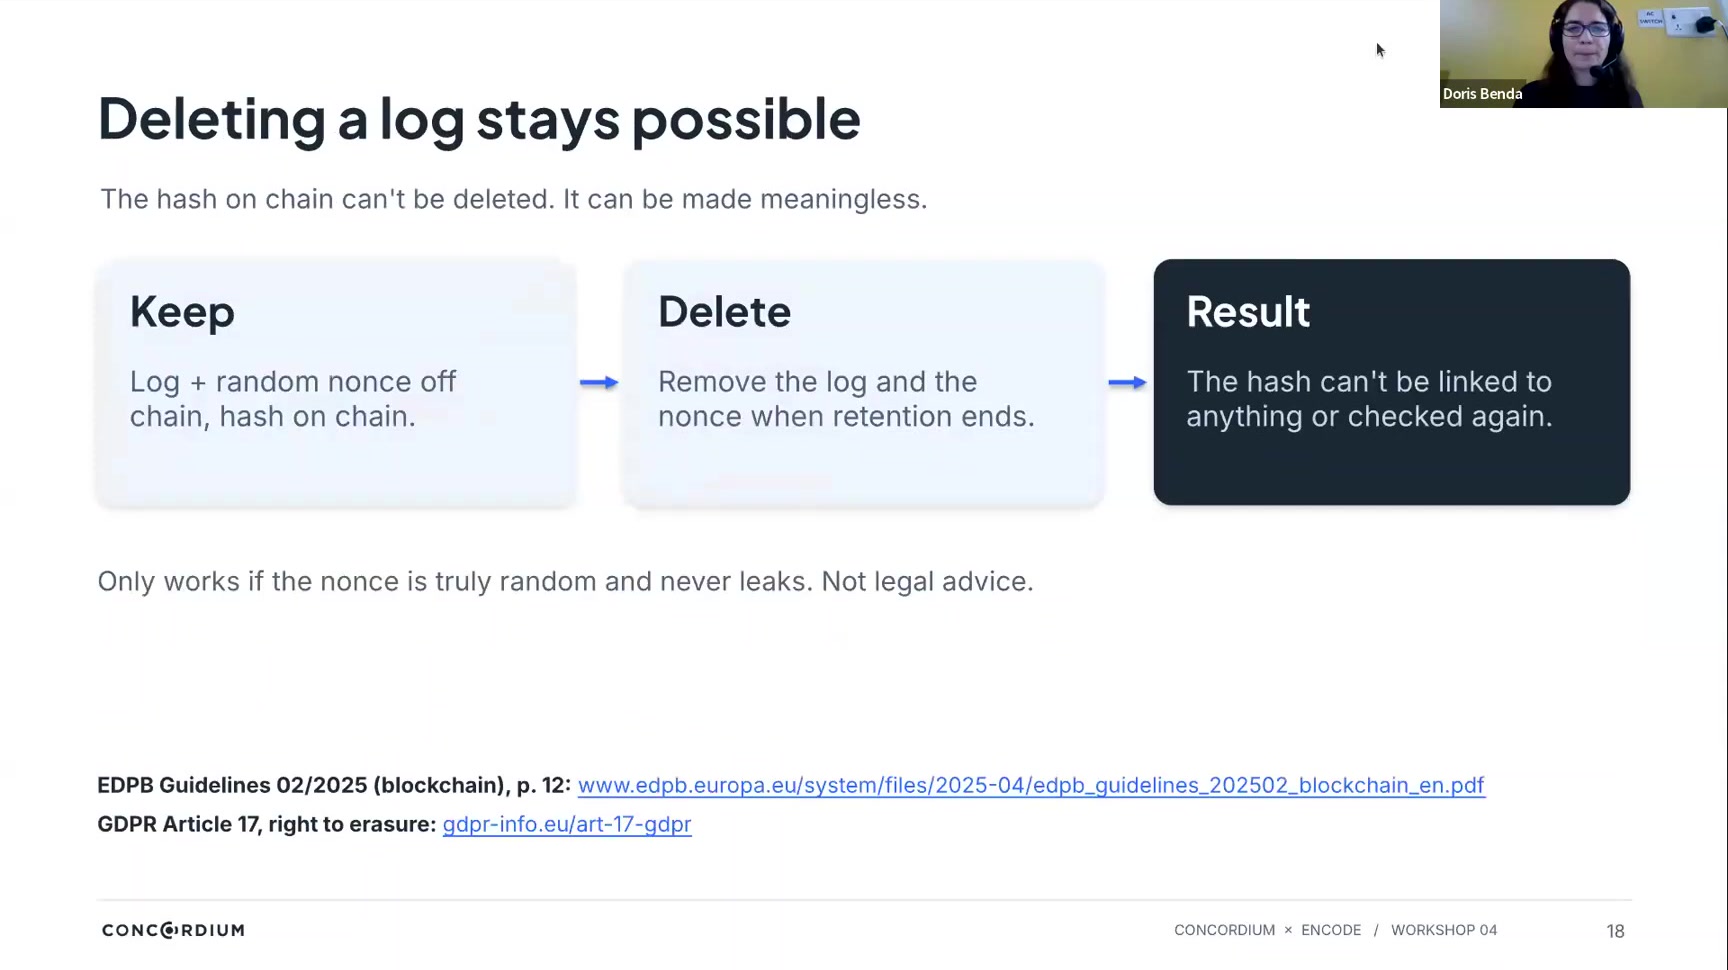 AC
SWITCH
Doris Benda
Deleting a log stays possible
The hash on chain can't be deleted. It can be made meaningless.
Keep
Log + random nonce off
chain, hash on chain.
Delete
Remove the log and the
nonce when retention ends.
Result
The hash can't be linked to
anything or checked again.
Only works if the nonce is truly random and never leaks. Not legal advice.
EDPB Guidelines 02/2025 (blockchain), p. 12: www.edpb.europa.eu/system/files/2025-04/edpb_guidelines_202502_blockchain_en.pdf
GDPR Article 17, right to erasure: gdpr-info.eu/art-17-gdpr
CONCORDIUM
CONCORDIUM × ENCODE / WORKSHOP 04
18